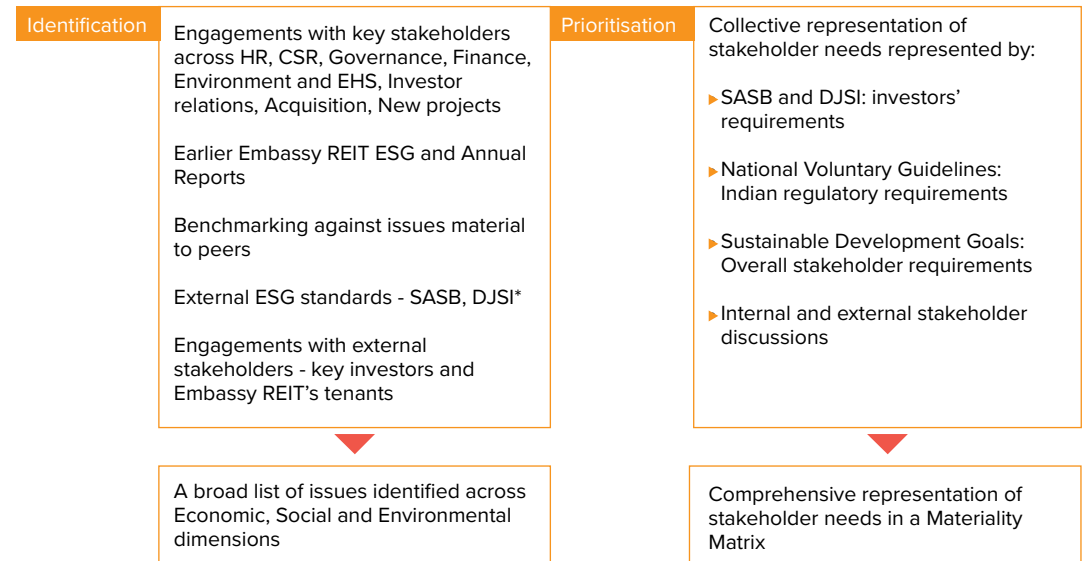 Identification
Engagements with key stakeholders
across HR, CSR, Governance, Finance,
Environment and EHS, Investor
relations, Acquisition, New projects
Earlier Embassy REIT ESG and Annual
Reports
Benchmarking against issues material
to peers
External ESG standards - SASB, DJSI*
Engagements with external
stakeholders - key investors and
Embassy REIT’s tenants
A broad list of issues identified across
Economic, Social and Environmental
dimensions
Prioritisation
Collective representation of
stakeholder needs represented by:
SASB and DJSI: investors’
requirements
National Voluntary Guidelines:
Indian regulatory requirements
Sustainable Development Goals:
Overall stakeholder requirements
Internal and external stakeholder
discussions
Comprehensive representation of
stakeholder needs in a Materiality
Matrix